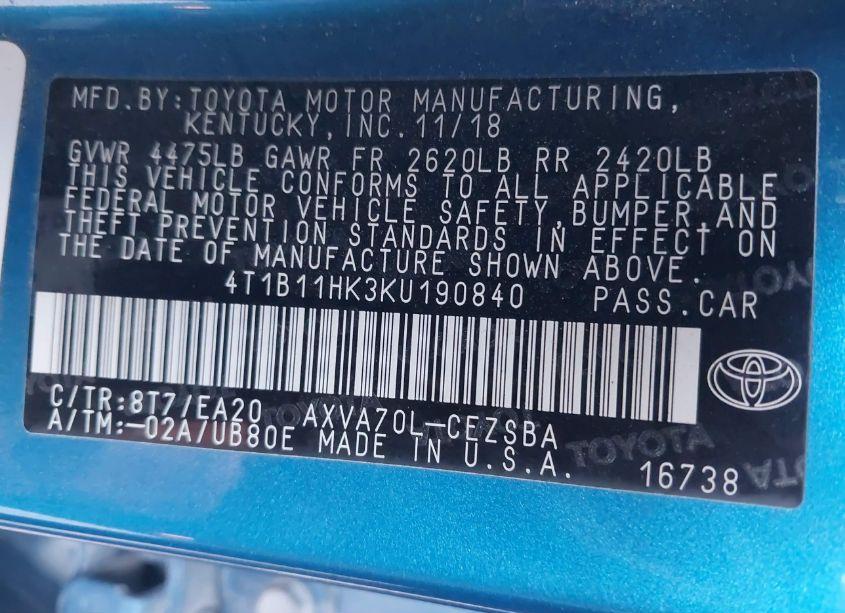 MFD.BY:TOYOTA MOTOR MANUFACTURING,
KENTUCKY, INC. 11/18
GVWR 4475LB GAWR FR 2620LB RR 2420LB
THIS VEHICLE CONFORMS TO ALL APPLICABLE
FEDERAL MOTOR VEHICLE SAFETY,BUMPER,AND
THEFT PREVENTION STANDARDS IN EFFECT ON
THE DATE OF MANUFACTURE SHOWN ABOVE.
4T1B11HK3KU190840 PASS.CAR
C/TR:8T7/EA20 AXVA70L-CEZSBA
A/TM:-02A/UB80E MADE IN U.S.A.
16738